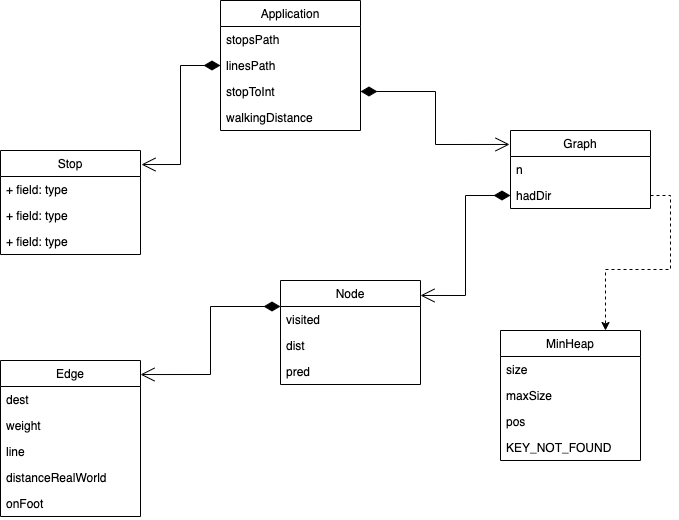 Application
stopsPath
linesPath
stopToInt
walkingDistance
Stop
+ field: type
+ field: type
+ field: type
Graph
n
hadDir
Node
visited
dist
pred
MinHeap
size
maxSize
pos
KEY_NOT_FOUND
Edge
dest
weight
line
distanceRealWorld
onFoot